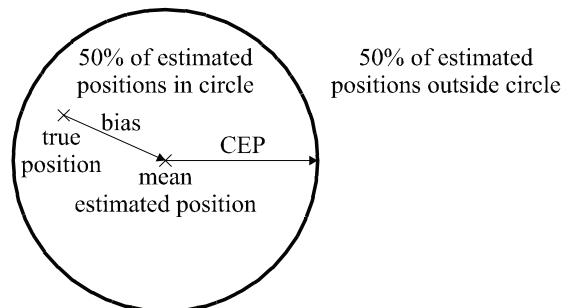 50% of estimated
positions in circle
50% of estimated
positions outside circle
bias
true
position
CEP
mean
estimated position